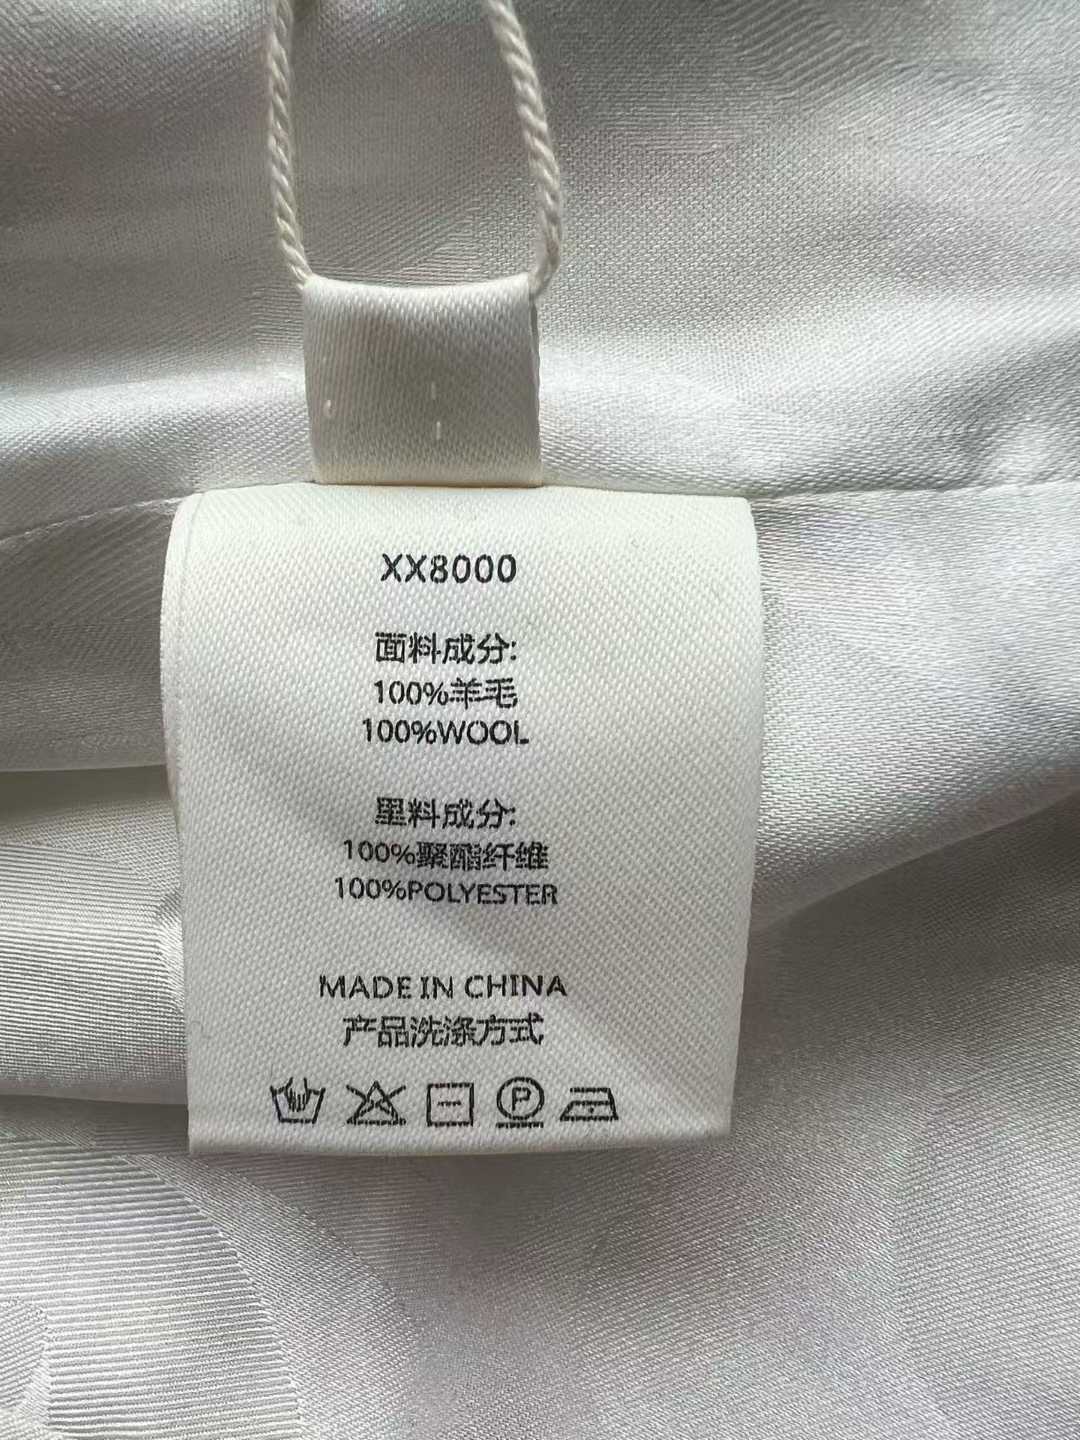 XX8000
面料成分:
100%羊毛
100%WOOL
里料成分:
100%聚酯纤维
100%POLYESTER
MADE IN CHINA
产品洗涤方式
P